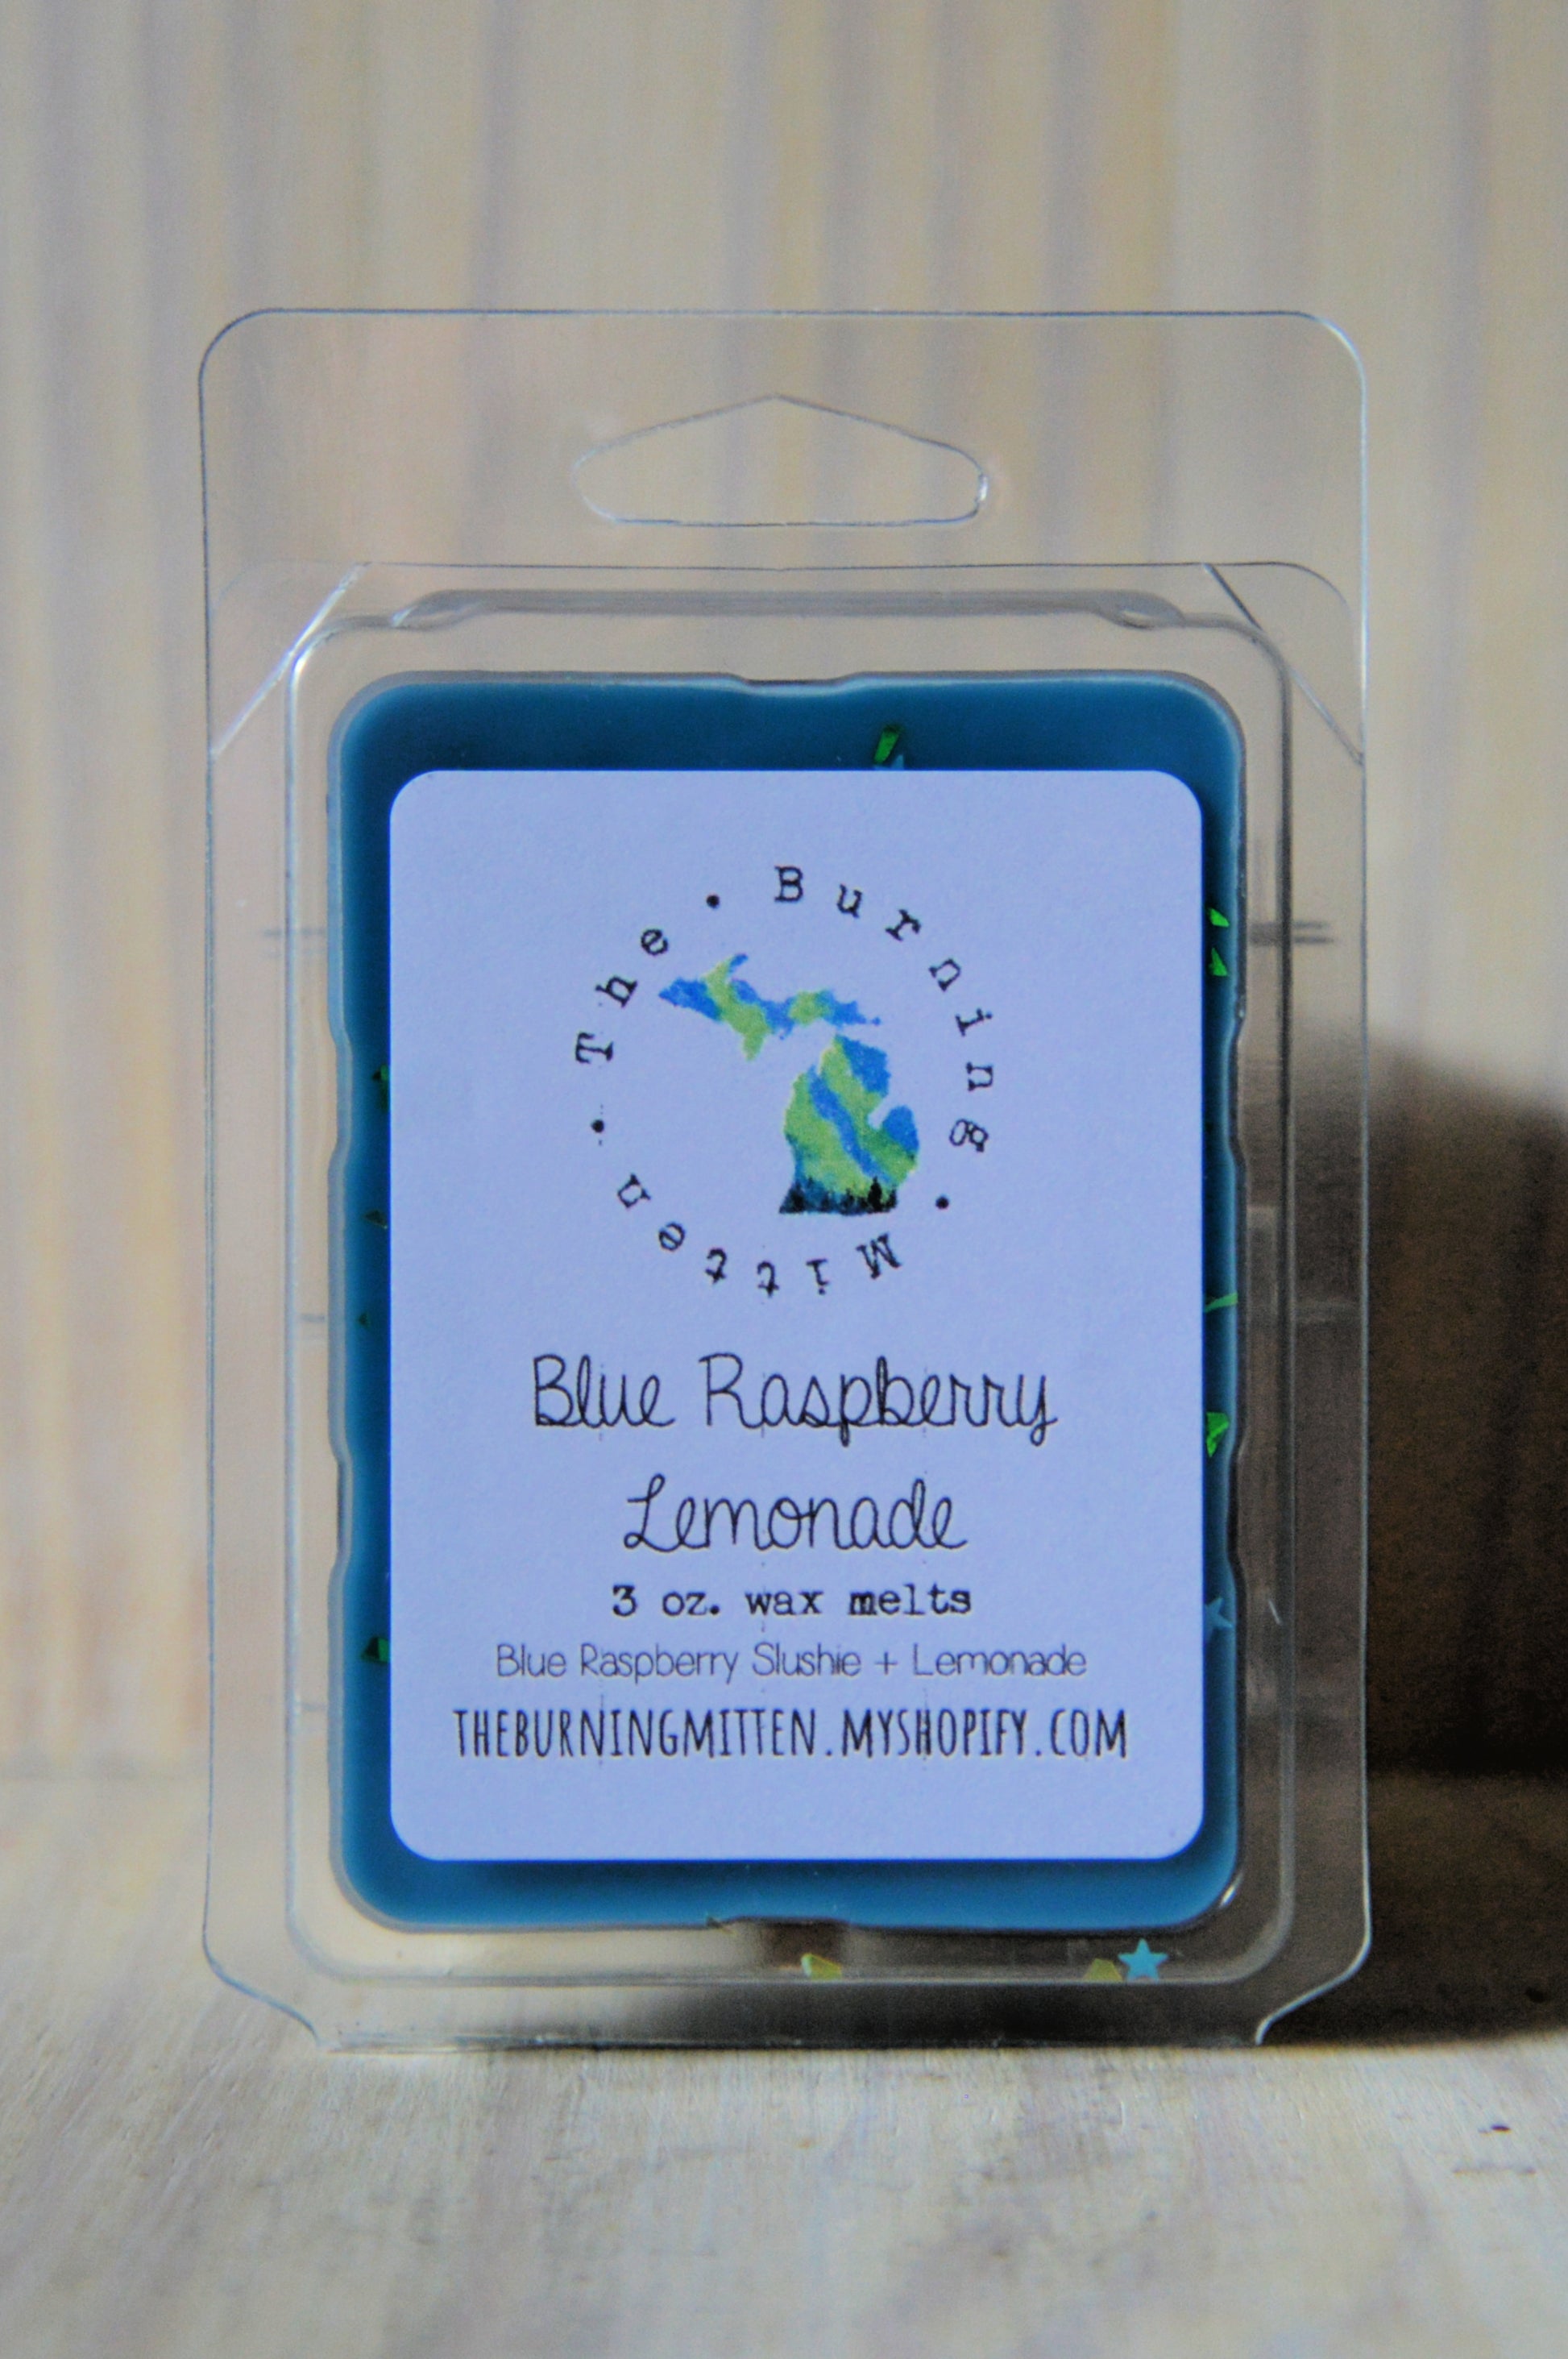 The • Burning • Mitten •
Blue Raspberry
Lemonade
3 oz. wax melts
Blue Raspberry Slushie + Lemonade
THEBURNINGMITTEN.MYSHOPIFY.COM